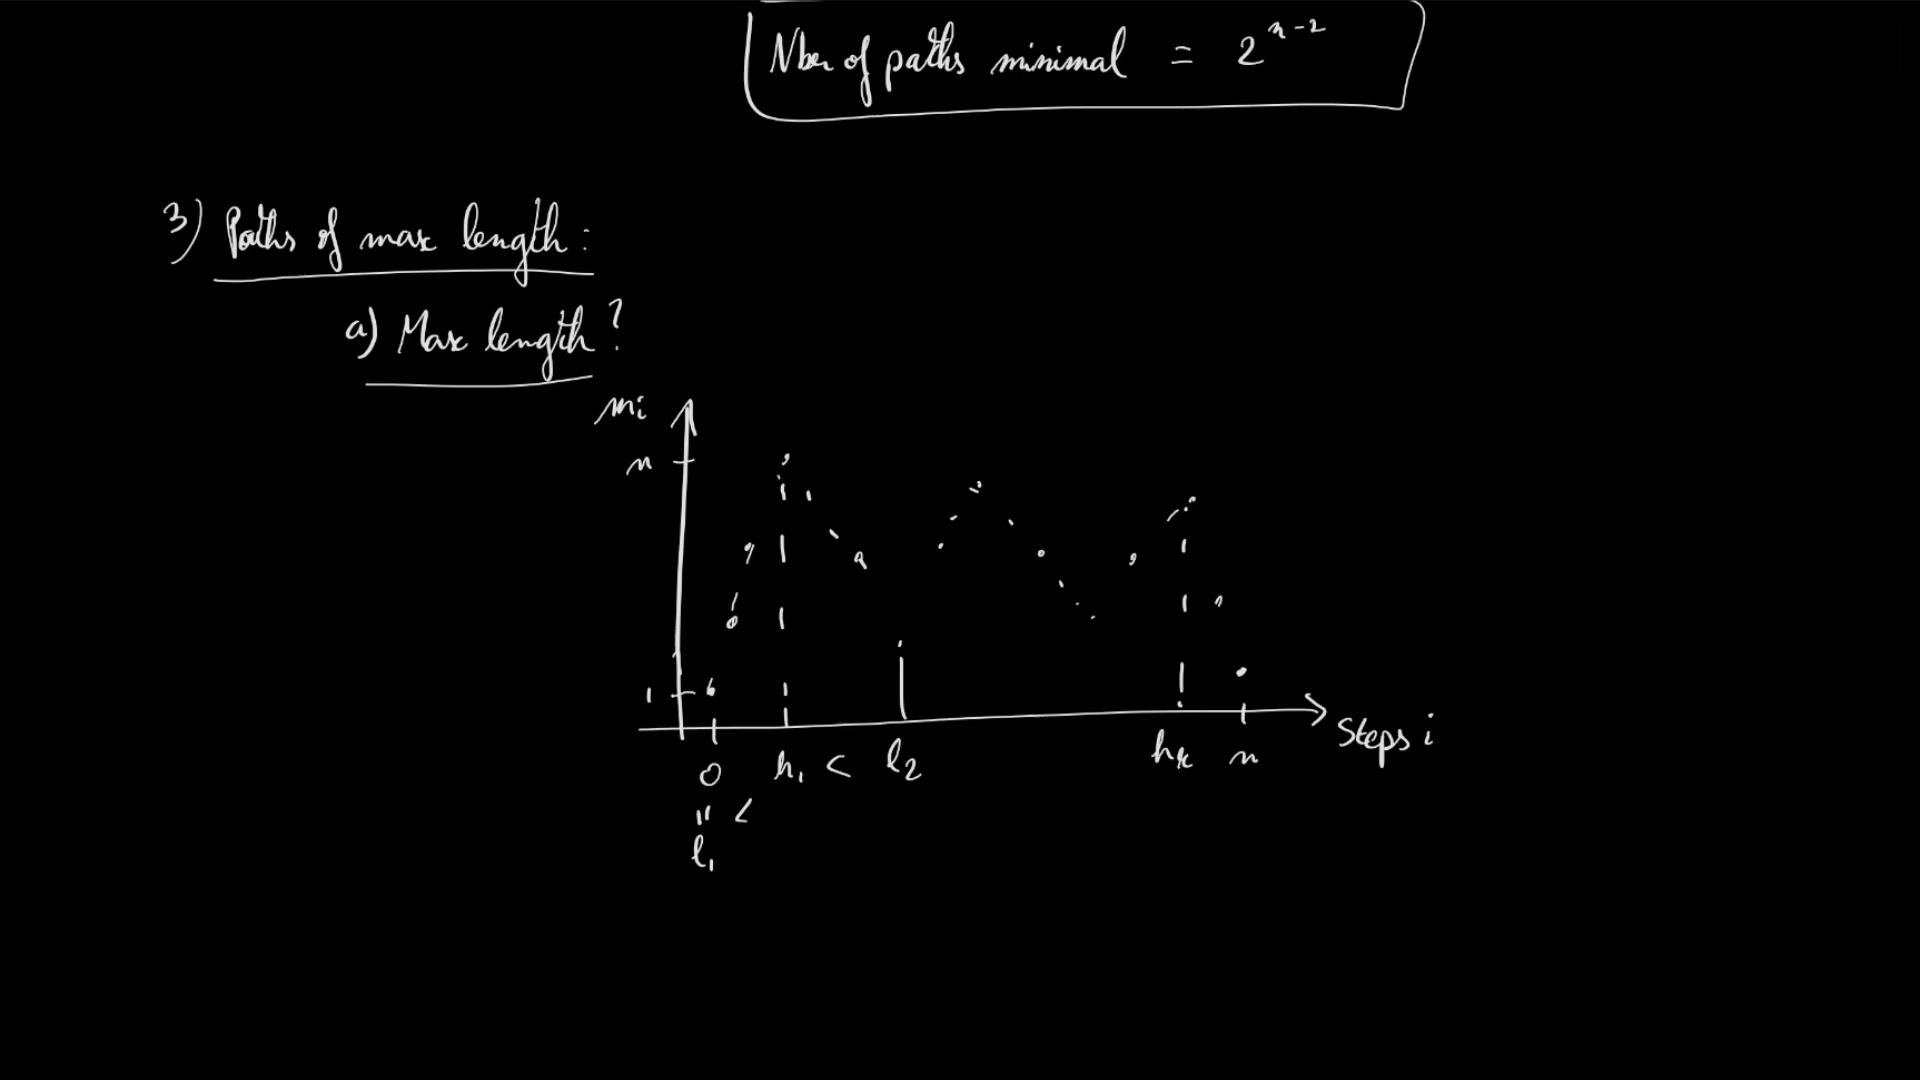 Nber of paths minimal = 2^{n-2}
3) Paths of max length :
a) Max length ?
m_i
n
1
0 h_1 < l_2 h_k n Steps i
" <
l_1